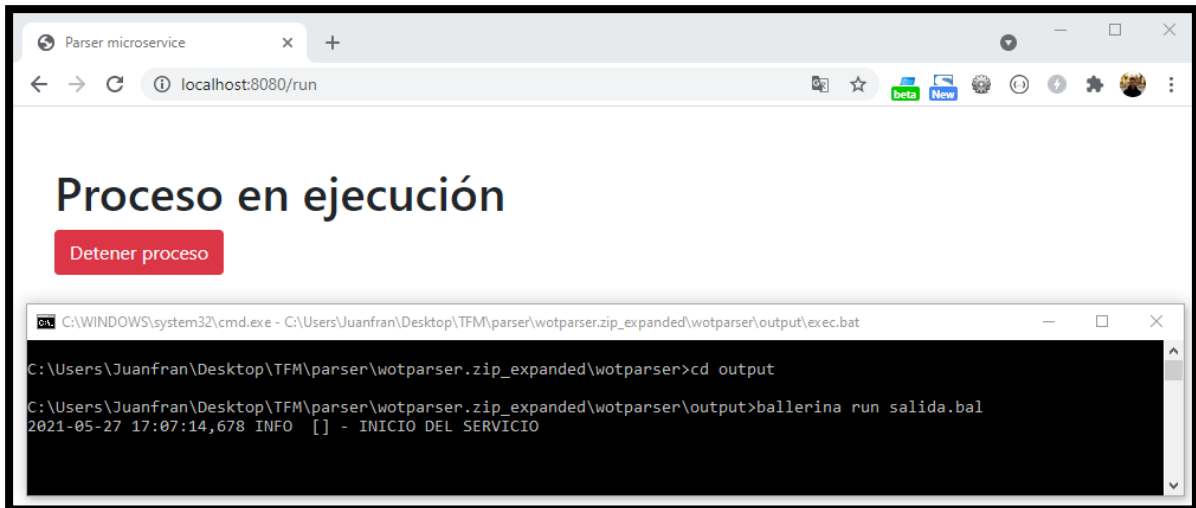 Parser microservice
localhost:8080/run
beta
New
Proceso en ejecución
Detener proceso
C:\WINDOWS\system32\cmd.exe - C:\Users\Juanfran\Desktop\TFM\parser\wotparser.zip_expanded\wotparser\output\exec.bat
C:\Users\Juanfran\Desktop\TFM\parser\wotparser.zip_expanded\wotparser>cd output
C:\Users\Juanfran\Desktop\TFM\parser\wotparser.zip_expanded\wotparser\output>ballerina run salida.bal
2021-05-27 17:07:14,678 INFO  [] - INICIO DEL SERVICIO